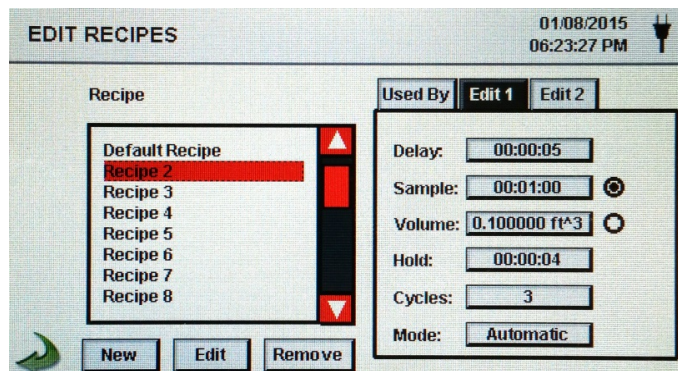 EDIT RECIPES
01/08/2015
06:23:27 PM
Recipe
Default Recipe
Recipe 2
Recipe 3
Recipe 4
Recipe 5
Recipe 6
Recipe 7
Recipe 8
New Edit Remove
Used By Edit 1 Edit 2
Delay: 00:00:05
Sample: 00:01:00
Volume: 0.100000 ft^3
Hold: 00:00:04
Cycles: 3
Mode: Automatic